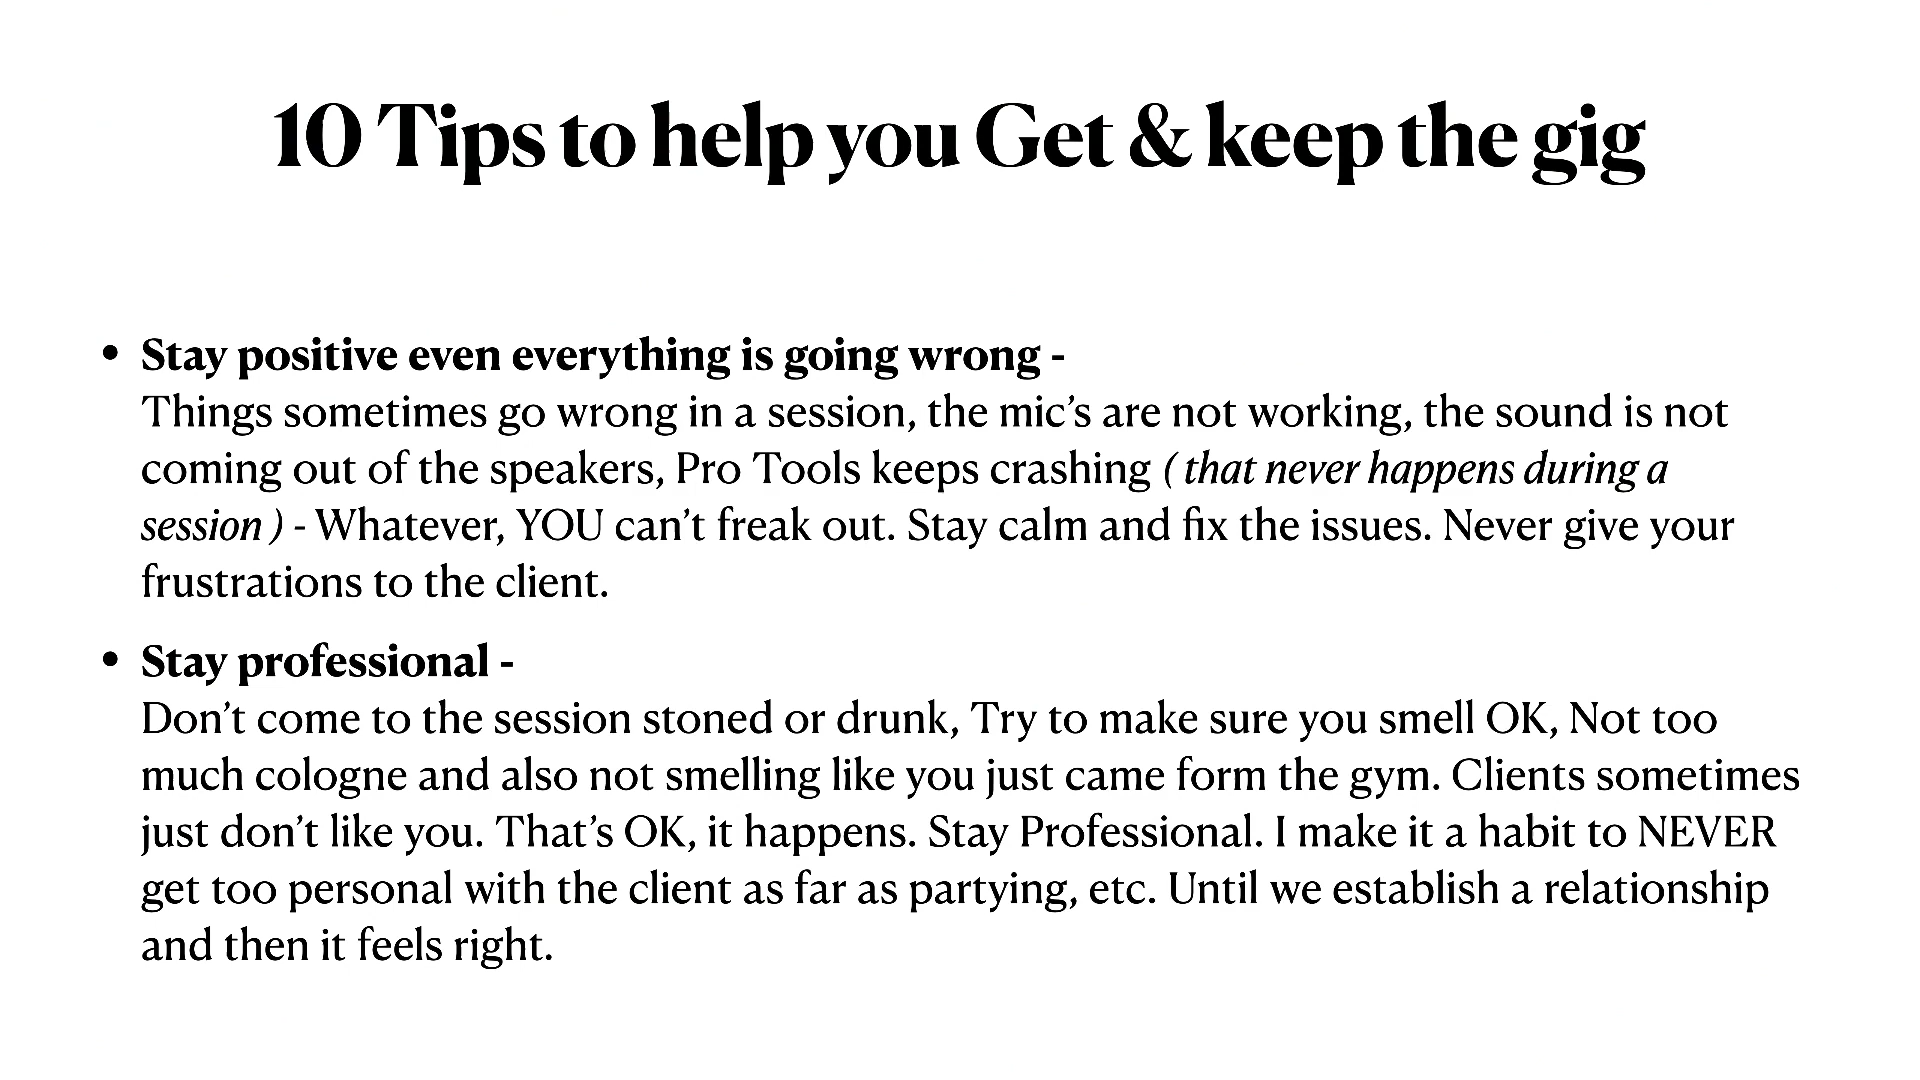 10 Tips to help you Get & keep the gig
• Stay positive even everything is going wrong -
Things sometimes go wrong in a session, the mic’s are not working, the sound is not
coming out of the speakers, Pro Tools keeps crashing ( that never happens during a
session ) - Whatever, YOU can’t freak out. Stay calm and fix the issues. Never give your
frustrations to the client.
• Stay professional -
Don’t come to the session stoned or drunk, Try to make sure you smell OK, Not too
much cologne and also not smelling like you just came form the gym. Clients sometimes
just don’t like you. That’s OK, it happens. Stay Professional. I make it a habit to NEVER
get too personal with the client as far as partying, etc. Until we establish a relationship
and then it feels right.